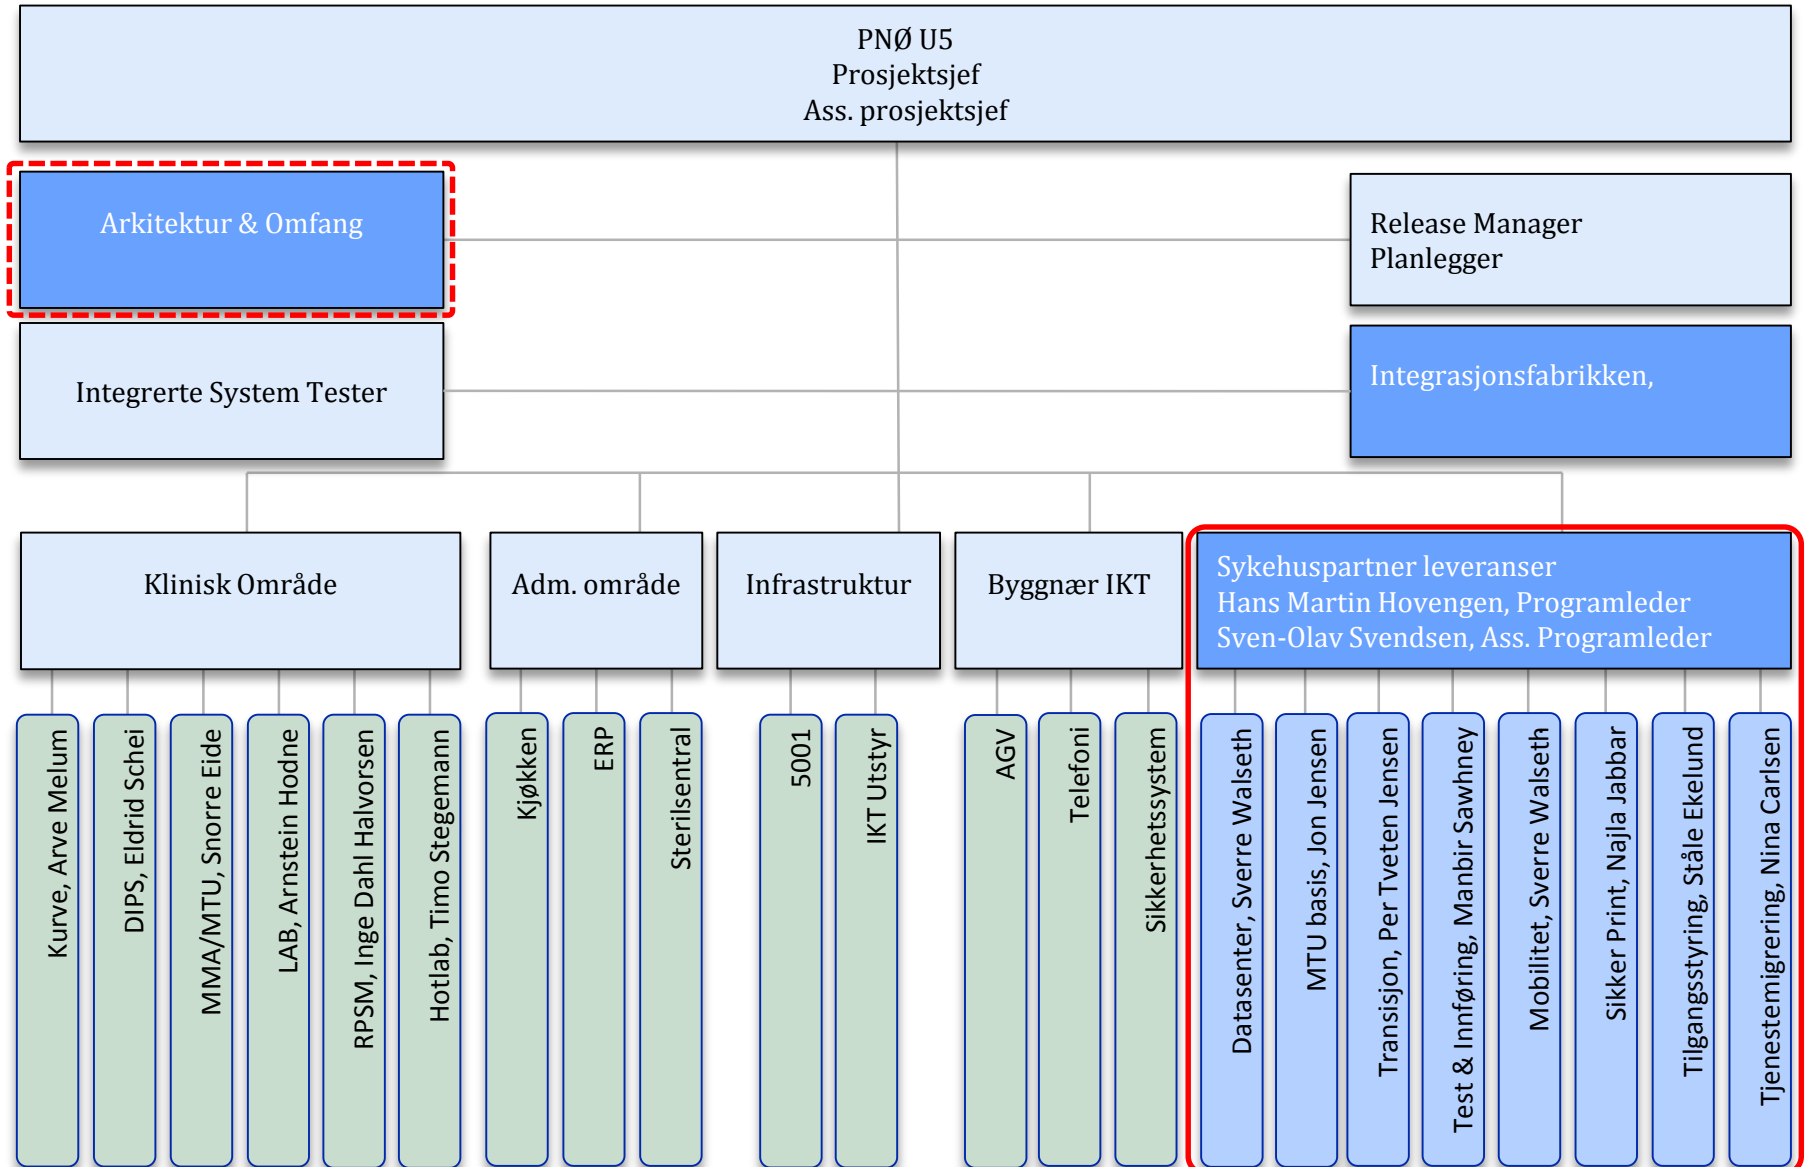 PNØ U5
Prosjektsjef
Ass. prosjektsjef
Arkitektur & Omfang
Release Manager
Planlegger
Integrerte System Tester
Integrasjonsfabrikken,
Klinisk Område
Adm. område
Infrastruktur
Byggnær IKT
Sykehuspartner leveranser
Hans Martin Hovengen, Programleder
Sven-Olav Svendsen, Ass. Programleder
Kurve, Arve Melum
DIPS, Eldrid Schei
MMA/MTU, Snorre Eide
LAB, Arnstein Hodne
RPSM, Inge Dahl Halvorsen
Hotlab, Timo Stegemann
Kjøkken
ERP
Sterilsentral
5001
IKT Utstyr
AGV
Telefoni
Sikkerhetssystem
Datasenter, Sverre Walseth
MTU basis, Jon Jensen
Transisjon, Per Tveten Jensen
Test & Innføring, Manbir Sawhney
Mobilitet, Sverre Walseth
Sikker Print, Najla Jabbar
Tilgangsstyring, Ståle Ekelund
Tjenestemigrering, Nina Carlsen